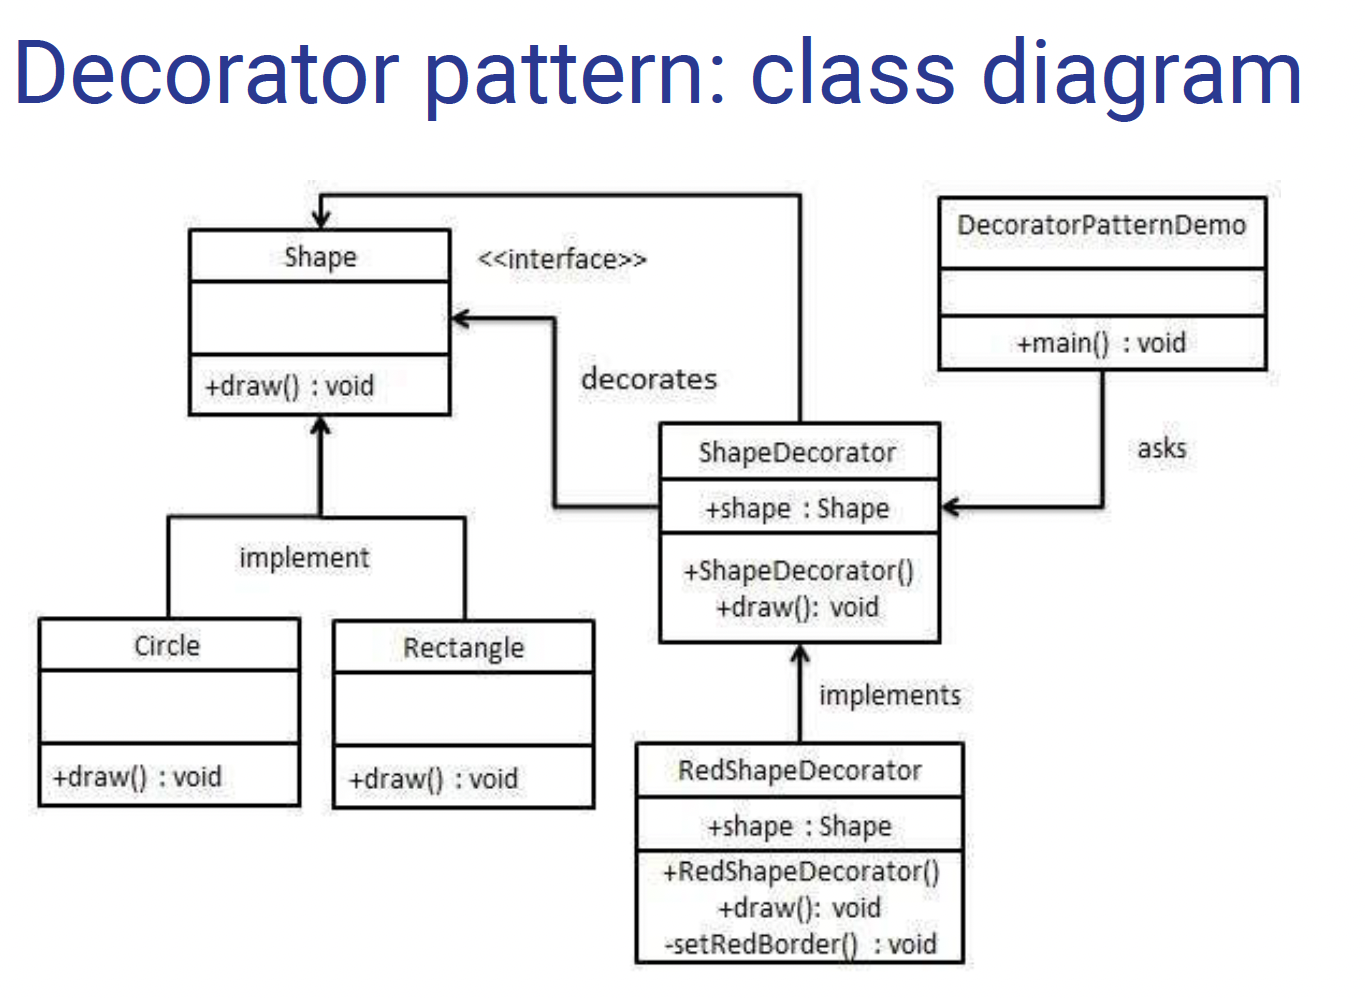 Decorator pattern: class diagram
Shape
<<interface>>
+draw() : void
decorates
DecoratorPatternDemo
+main() : void
asks
ShapeDecorator
+shape : Shape
+ShapeDecorator()
+draw(): void
implement
Circle
+draw() : void
Rectangle
+draw() : void
implements
RedShapeDecorator
+shape : Shape
+RedShapeDecorator()
+draw(): void
-setRedBorder() : void